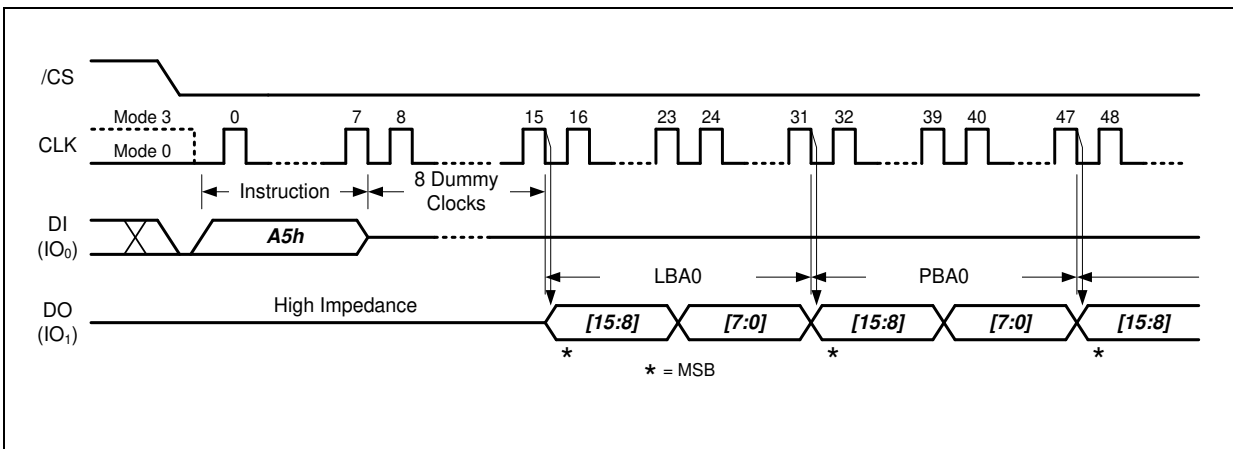 /CS
Mode 3 0 7 8 15 16 23 24 31 32 39 40 47 48
CLK
Mode 0
Instruction
8 Dummy
Clocks
DI
(IO₀)
A5h
LBA0 PBA0
DO
(IO₁)
High Impedance
[15:8] [7:0] [15:8] [7:0] [15:8]
* * *
* = MSB